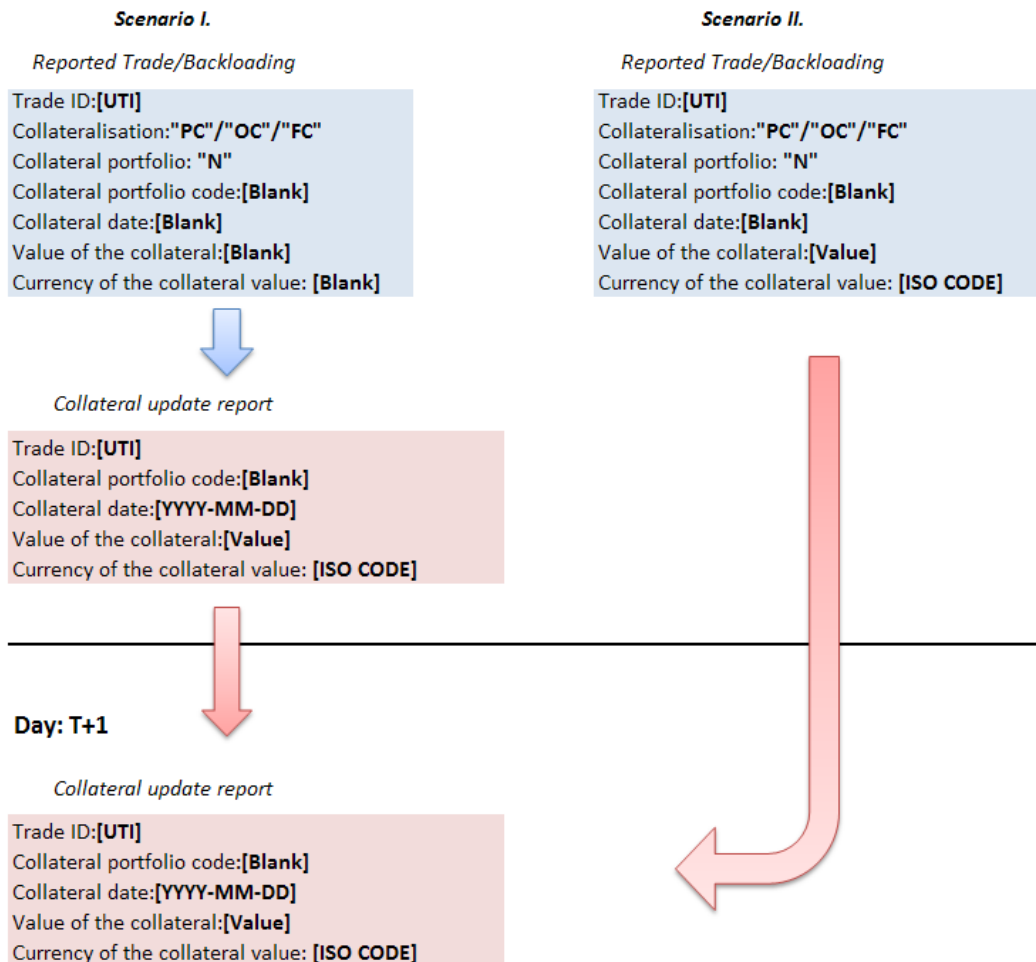 Scenario I.
Reported Trade/Backloading
Trade ID:[UTI]
Collateralisation:"PC"/"OC"/"FC"
Collateral portfolio: "N"
Collateral portfolio code:[Blank]
Collateral date:[Blank]
Value of the collateral:[Blank]
Currency of the collateral value: [Blank]
Scenario II.
Reported Trade/Backloading
Trade ID:[UTI]
Collateralisation:"PC"/"OC"/"FC"
Collateral portfolio: "N"
Collateral portfolio code:[Blank]
Collateral date:[Blank]
Value of the collateral:[Value]
Currency of the collateral value: [ISO CODE]
Collateral update report
Trade ID:[UTI]
Collateral portfolio code:[Blank]
Collateral date:[YYYY-MM-DD]
Value of the collateral:[Value]
Currency of the collateral value: [ISO CODE]
Day: T+1
Collateral update report
Trade ID:[UTI]
Collateral portfolio code:[Blank]
Collateral date:[YYYY-MM-DD]
Value of the collateral:[Value]
Currency of the collateral value: [ISO CODE]